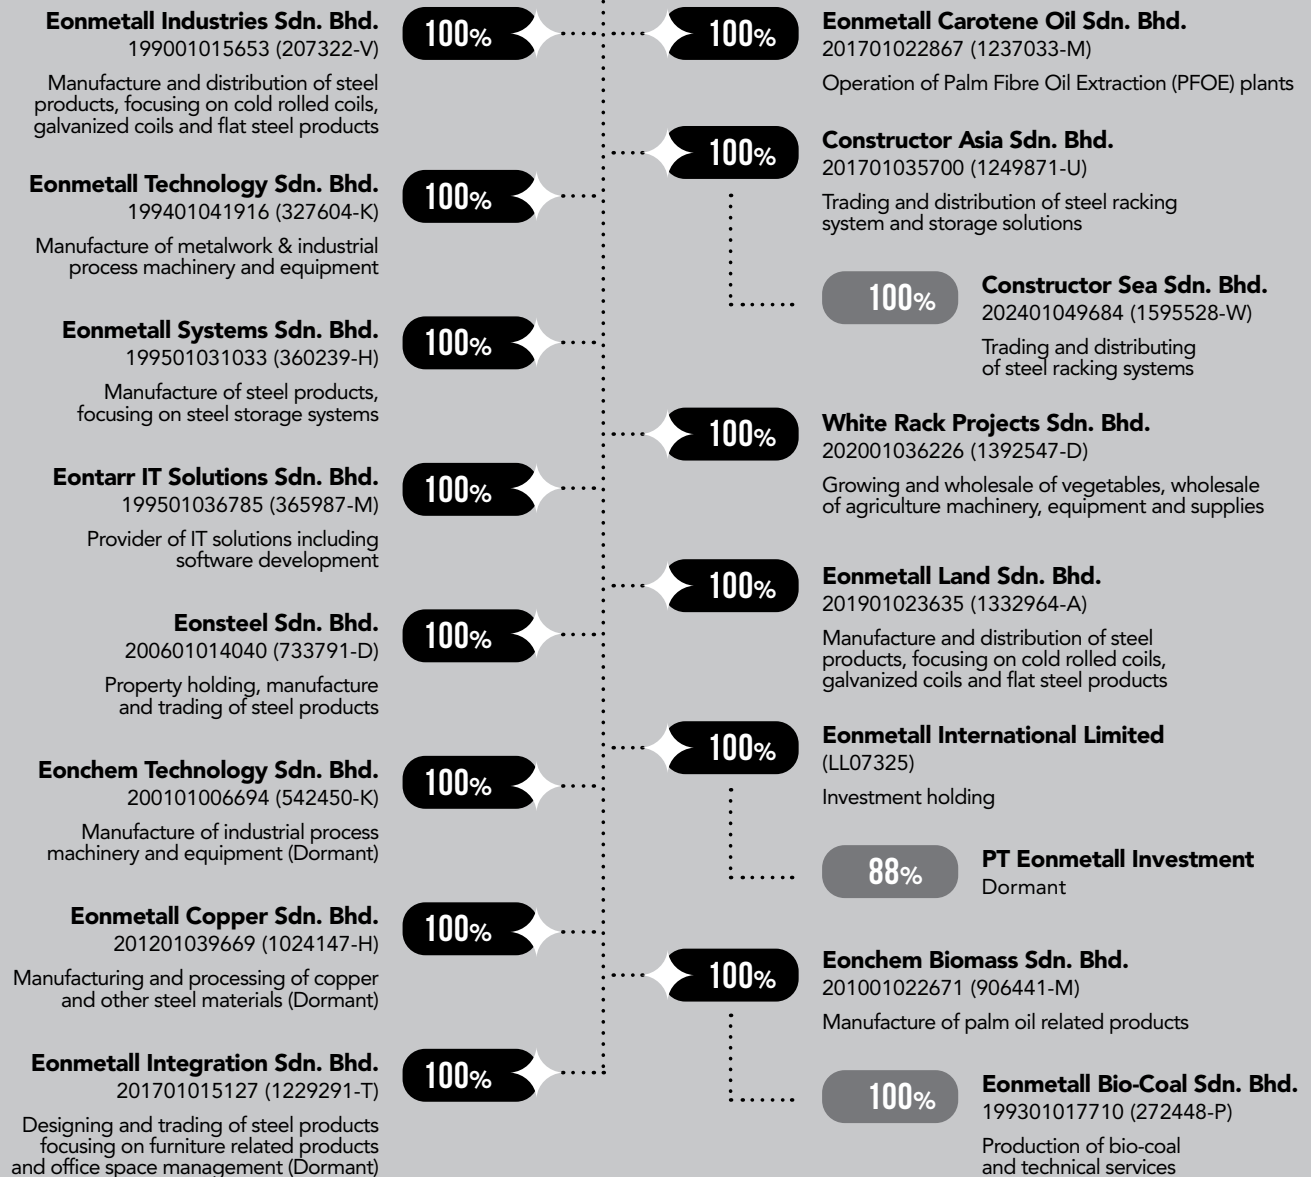 Eonmetall Industries Sdn. Bhd.
199001015653 (207322-V)
100%
Manufacture and distribution of steel
products, focusing on cold rolled coils,
galvanized coils and flat steel products
Eonmetall Technology Sdn. Bhd.
199401041916 (327604-K)
100%
Manufacture of metalwork & industrial
process machinery and equipment
Eonmetall Systems Sdn. Bhd.
199501031033 (360239-H)
100%
Manufacture of steel products,
focusing on steel storage systems
Eontarr IT Solutions Sdn. Bhd.
199501036785 (365987-M)
100%
Provider of IT solutions including
software development
Eonsteel Sdn. Bhd.
200601014040 (733791-D)
100%
Property holding, manufacture
and trading of steel products
Eonchem Technology Sdn. Bhd.
200101006694 (542450-K)
100%
Manufacture of industrial process
machinery and equipment (Dormant)
Eonmetall Copper Sdn. Bhd.
201201039669 (1024147-H)
100%
Manufacturing and processing of copper
and other steel materials (Dormant)
Eonmetall Integration Sdn. Bhd.
201701015127 (1229291-T)
100%
Designing and trading of steel products
focusing on furniture related products
and office space management (Dormant)
100%
Eonmetall Carotene Oil Sdn. Bhd.
201701022867 (1237033-M)
Operation of Palm Fibre Oil Extraction (PFOE) plants
100%
Constructor Asia Sdn. Bhd.
201701035700 (1249871-U)
Trading and distribution of steel racking
system and storage solutions
100%
Constructor Sea Sdn. Bhd.
202401049684 (1595528-W)
Trading and distributing
of steel racking systems
100%
White Rack Projects Sdn. Bhd.
202001036226 (1392547-D)
Growing and wholesale of vegetables, wholesale
of agriculture machinery, equipment and supplies
100%
Eonmetall Land Sdn. Bhd.
201901023635 (1332964-A)
Manufacture and distribution of steel
products, focusing on cold rolled coils,
galvanized coils and flat steel products
100%
Eonmetall International Limited
(LL07325)
Investment holding
88%
PT Eonmetall Investment
Dormant
100%
Eonchem Biomass Sdn. Bhd.
201001022671 (906441-M)
Manufacture of palm oil related products
100%
Eonmetall Bio-Coal Sdn. Bhd.
199301017710 (272448-P)
Production of bio-coal
and technical services